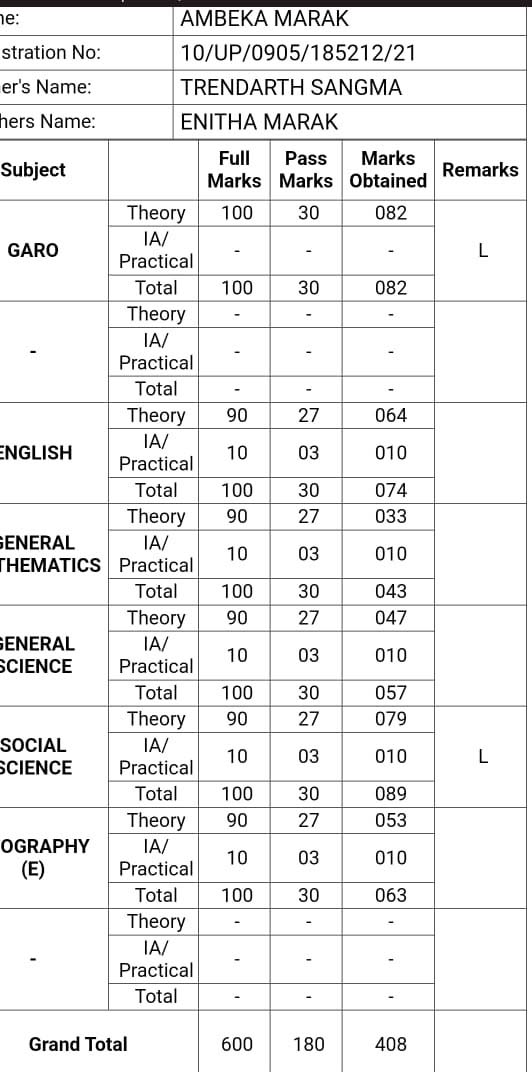 ne: AMBEKA MARAK
stration No: 10/UP/0905/185212/21
er's Name: TRENDARTH SANGMA
hers Name: ENITHA MARAK
Subject Full Marks Pass Marks Marks Obtained Remarks
GARO
Theory 100 30 082
IA/ Practical - - - L
Total 100 30 082
-
Theory - - -
IA/ Practical - - -
Total - - -
ENGLISH
Theory 90 27 064
IA/ Practical 10 03 010
Total 100 30 074
GENERAL THEMATICS
Theory 90 27 033
IA/ Practical 10 03 010
Total 100 30 043
GENERAL SCIENCE
Theory 90 27 047
IA/ Practical 10 03 010
Total 100 30 057
SOCIAL SCIENCE
Theory 90 27 079
IA/ Practical 10 03 010 L
Total 100 30 089
OGRAPHY (E)
Theory 90 27 053
IA/ Practical 10 03 010
Total 100 30 063
-
Theory - - -
IA/ Practical - - -
Total - - -
Grand Total 600 180 408